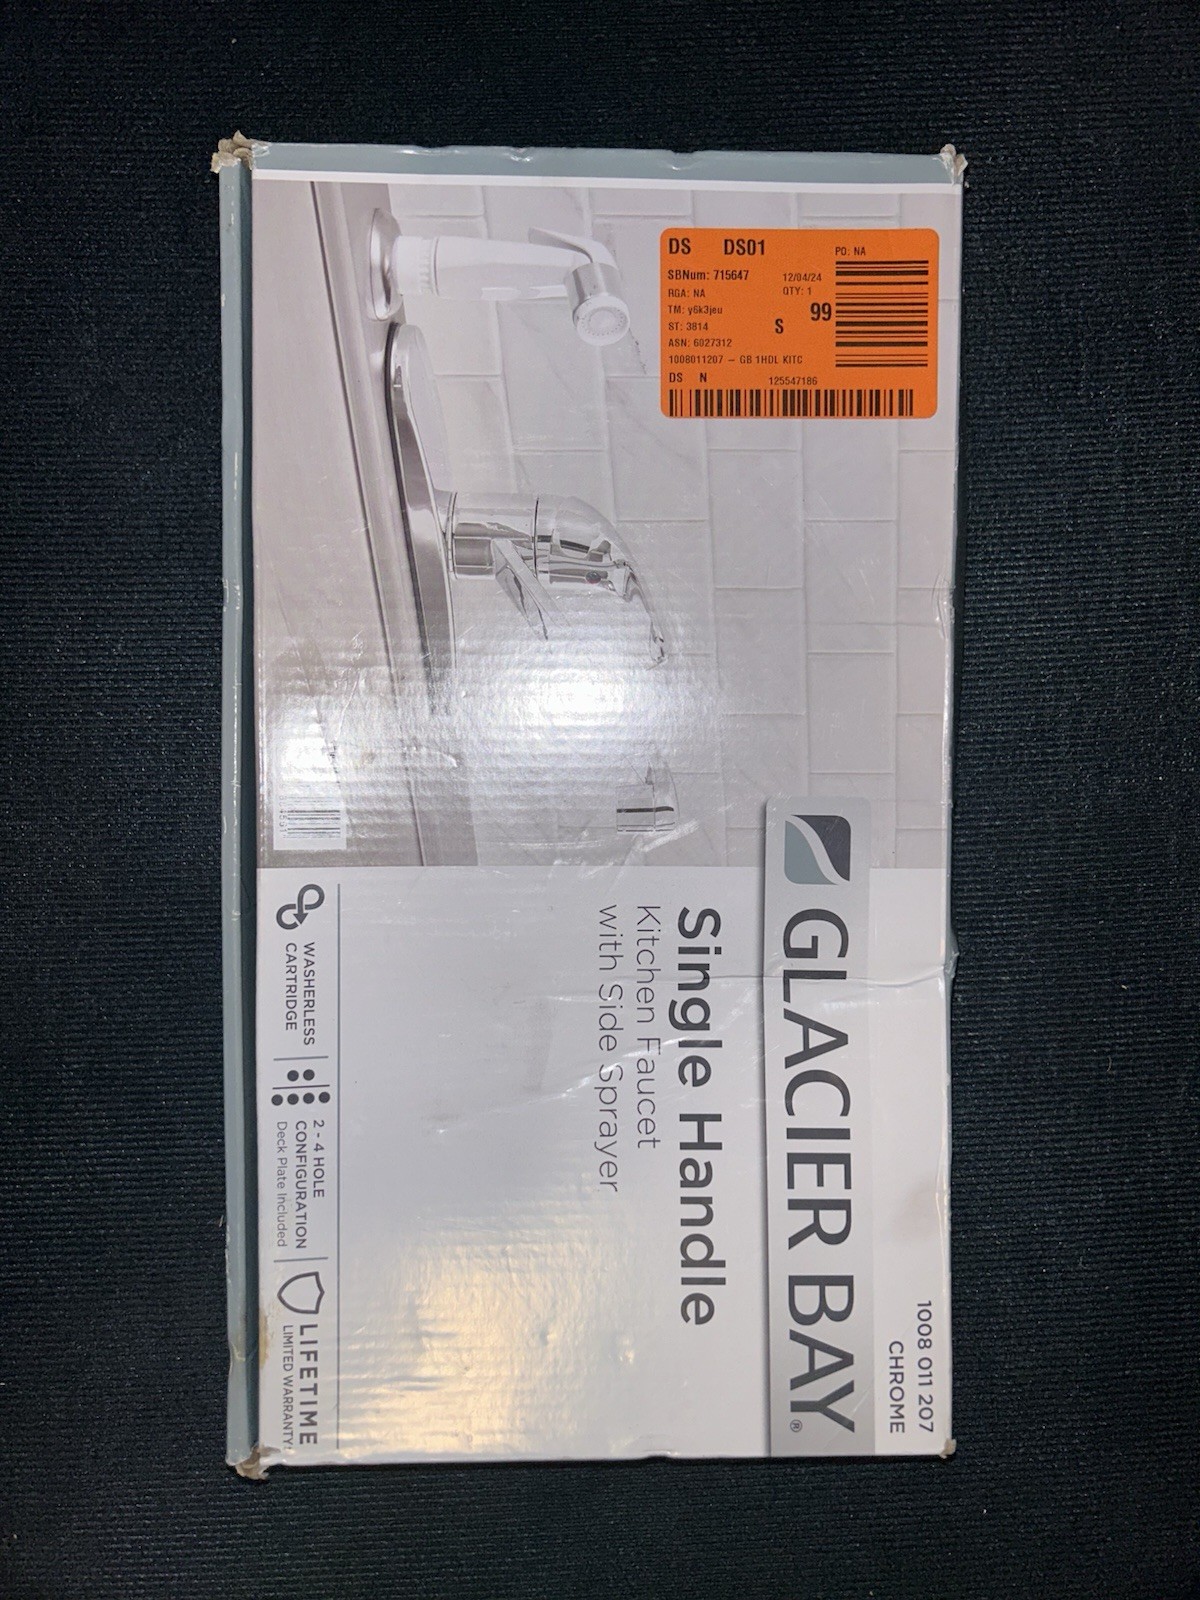 DS DS01
PO: NA
SBNum: 715647
12/04/24
RGA: NA
QTY: 1
TM: y6k3jeu
S 99
ST: 3814
ASN: 6027312
1008011207 – GB 1HDL KITC
DS N
125547186
1008 011 207
CHROME
GLACIER BAY®
Single Handle
Kitchen Faucet
with Side Sprayer
WASHERLESS
CARTRIDGE
2 - 4 HOLE
CONFIGURATION
Deck Plate Included
LIFETIME
LIMITED WARRANTY